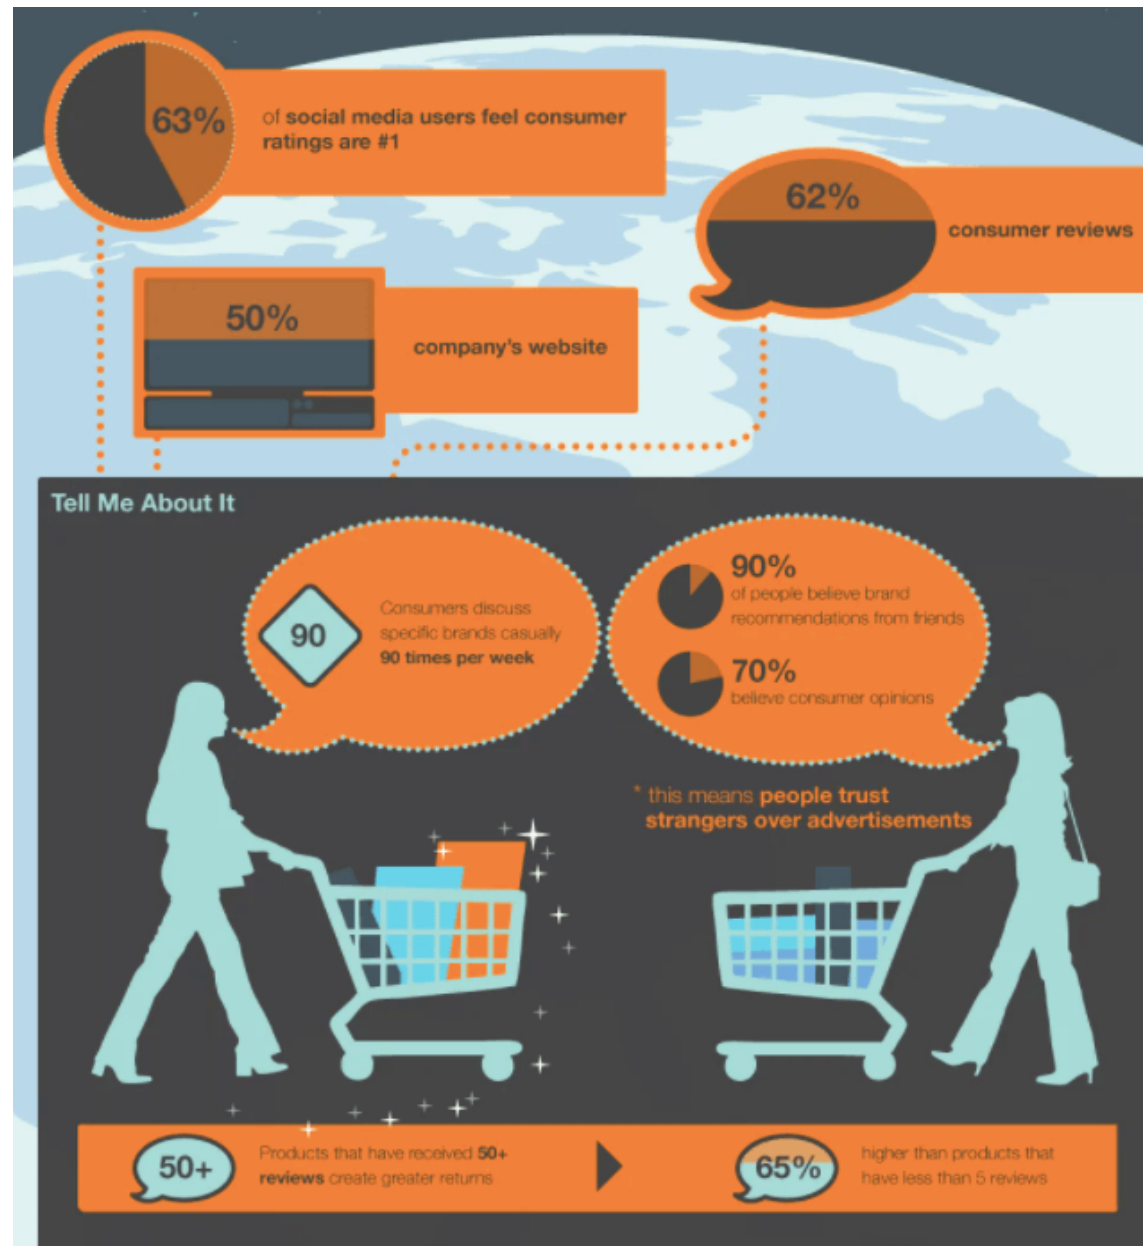 63%
of social media users feel consumer
ratings are #1
62%
consumer reviews
50%
company's website
Tell Me About It
90
Consumers discuss
specific brands casually
90 times per week
90%
of people believe brand
recommendations from friends
70%
believe consumer opinions
* this means people trust
strangers over advertisements
50+
Products that have received 50+
reviews create greater returns
65%
higher than products that
have less than 5 reviews